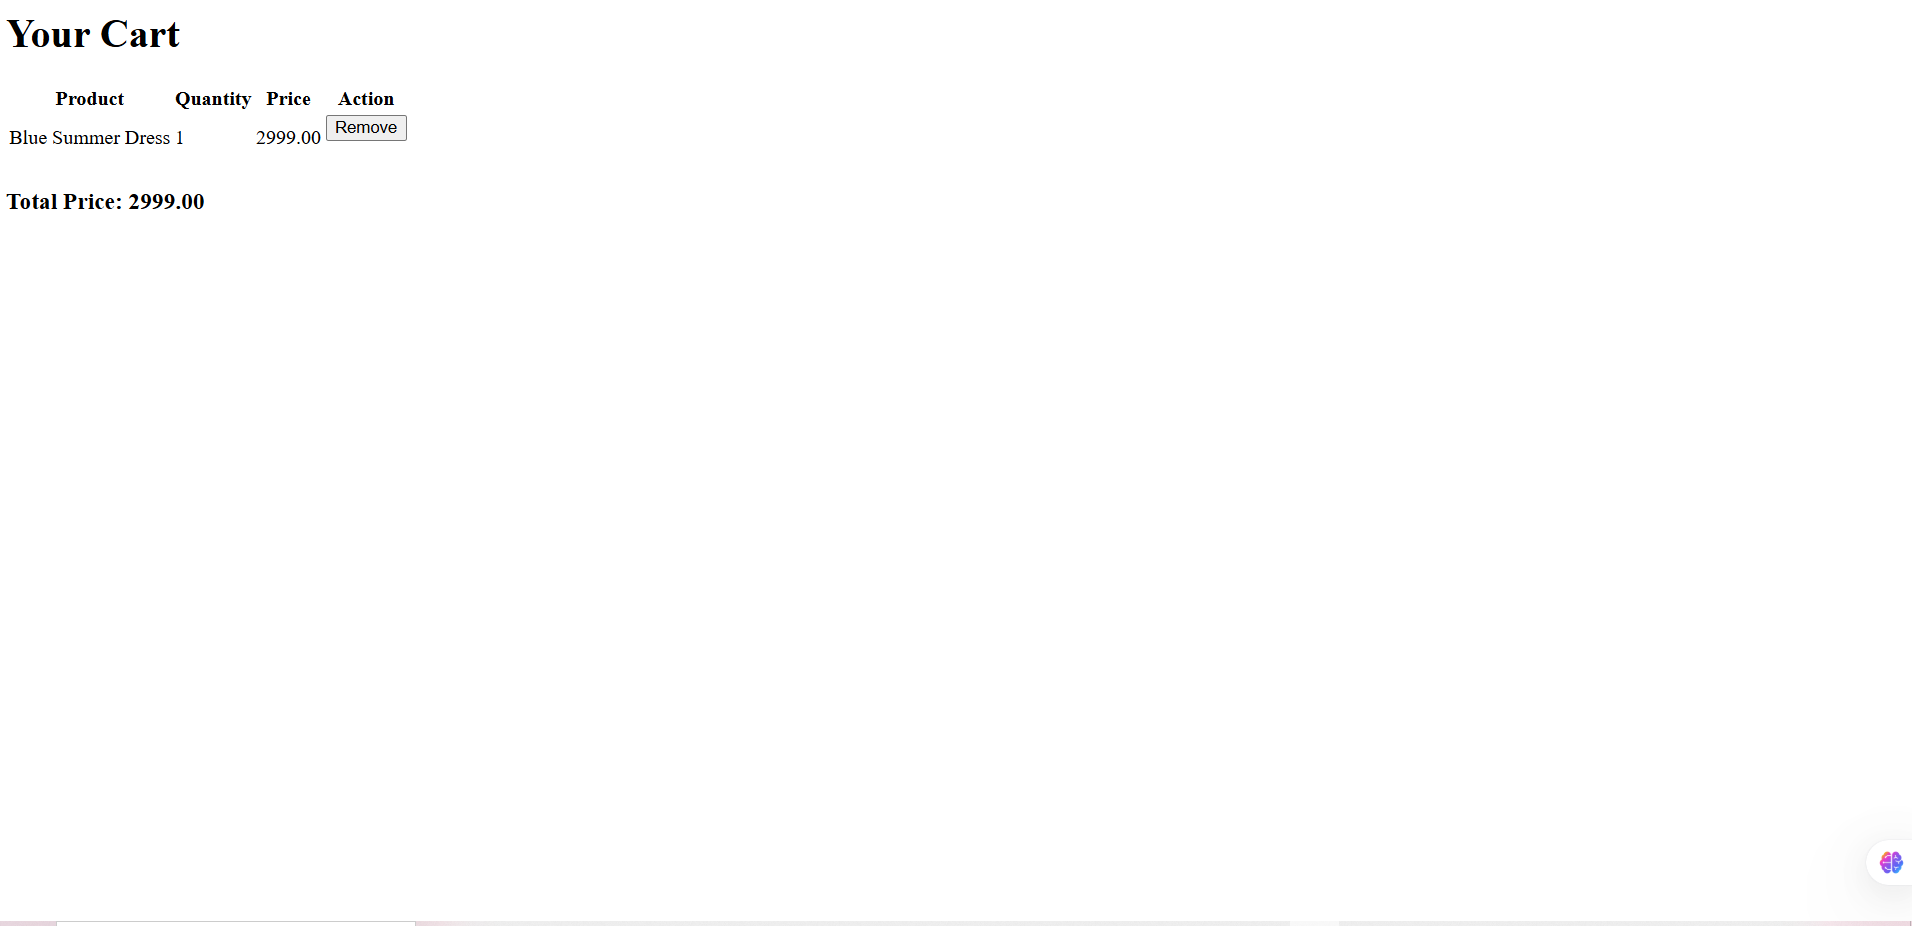 Your Cart
Product Quantity Price Action
Blue Summer Dress 1 2999.00 Remove
Total Price: 2999.00